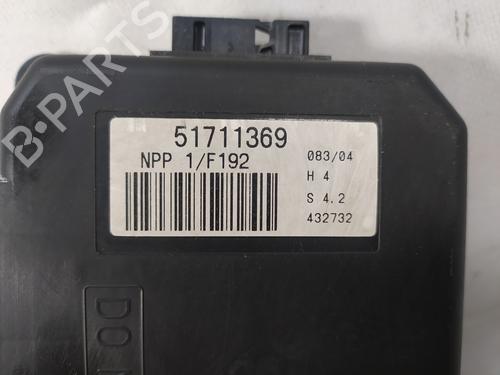 B-PARTS
51711369
NPP 1/F192
083/04
H 4
S 4.2
432732
DO